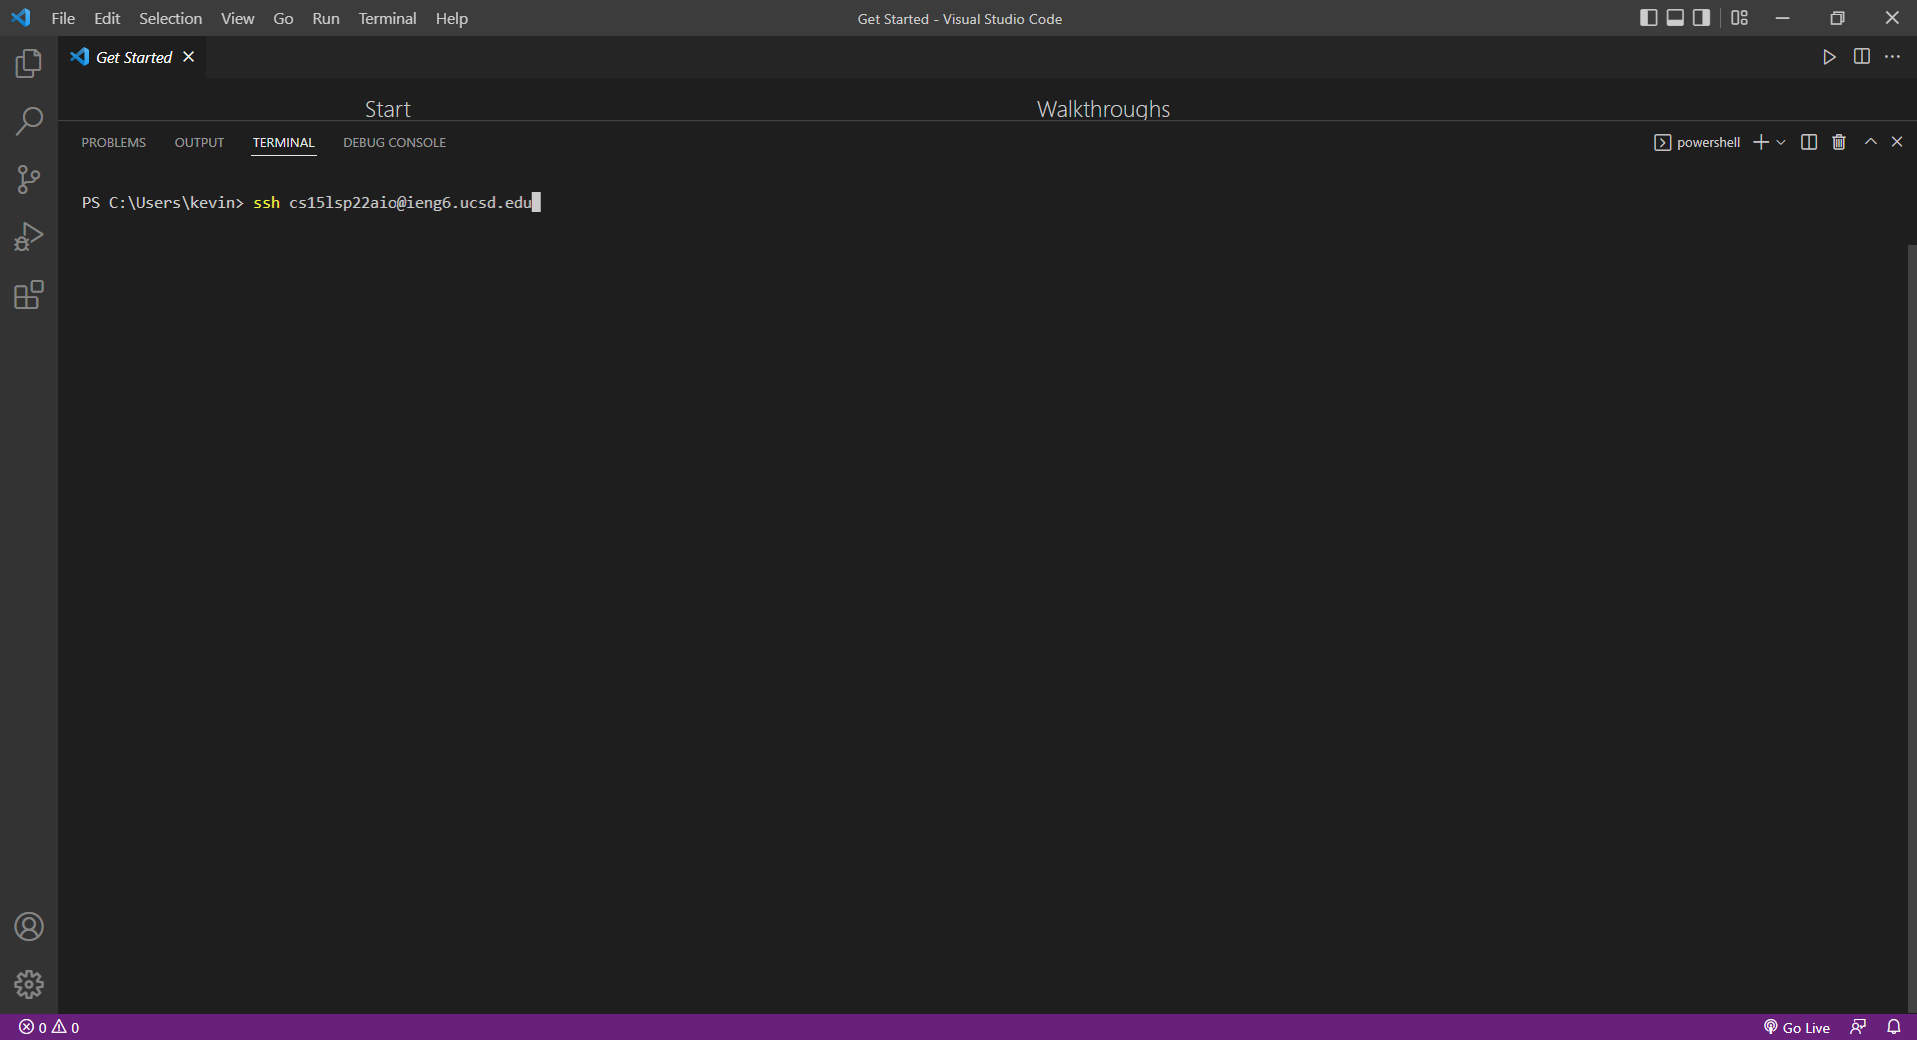 File Edit Selection View Go Run Terminal Help Get Started - Visual Studio Code
Get Started
Start Walkthroughs
PROBLEMS OUTPUT TERMINAL DEBUG CONSOLE powershell
PS C:\Users\kevin> ssh cs15lsp22aio@ieng6.ucsd.edu
0 0 Go Live